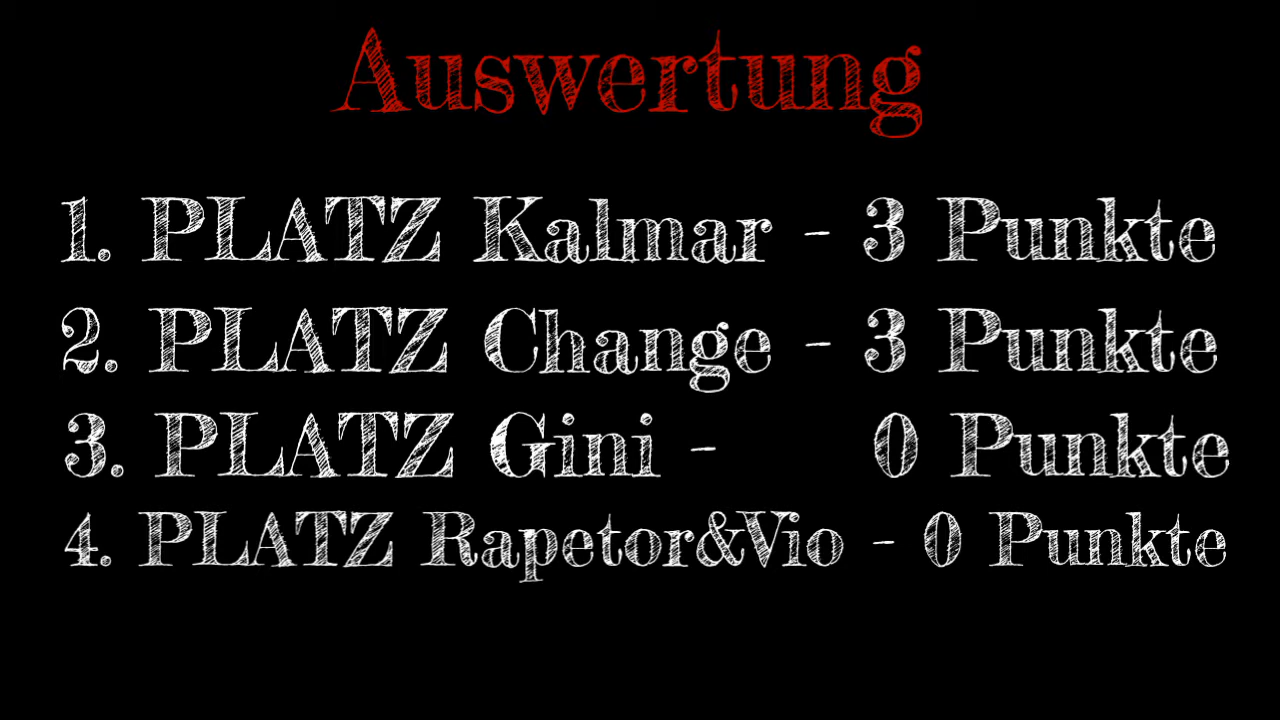 Auswertung
1. PLATZ Kalmar - 3 Punkte
2. PLATZ Change - 3 Punkte
3. PLATZ Gini - 0 Punkte
4. PLATZ Rapetor&Vio - 0 Punkte